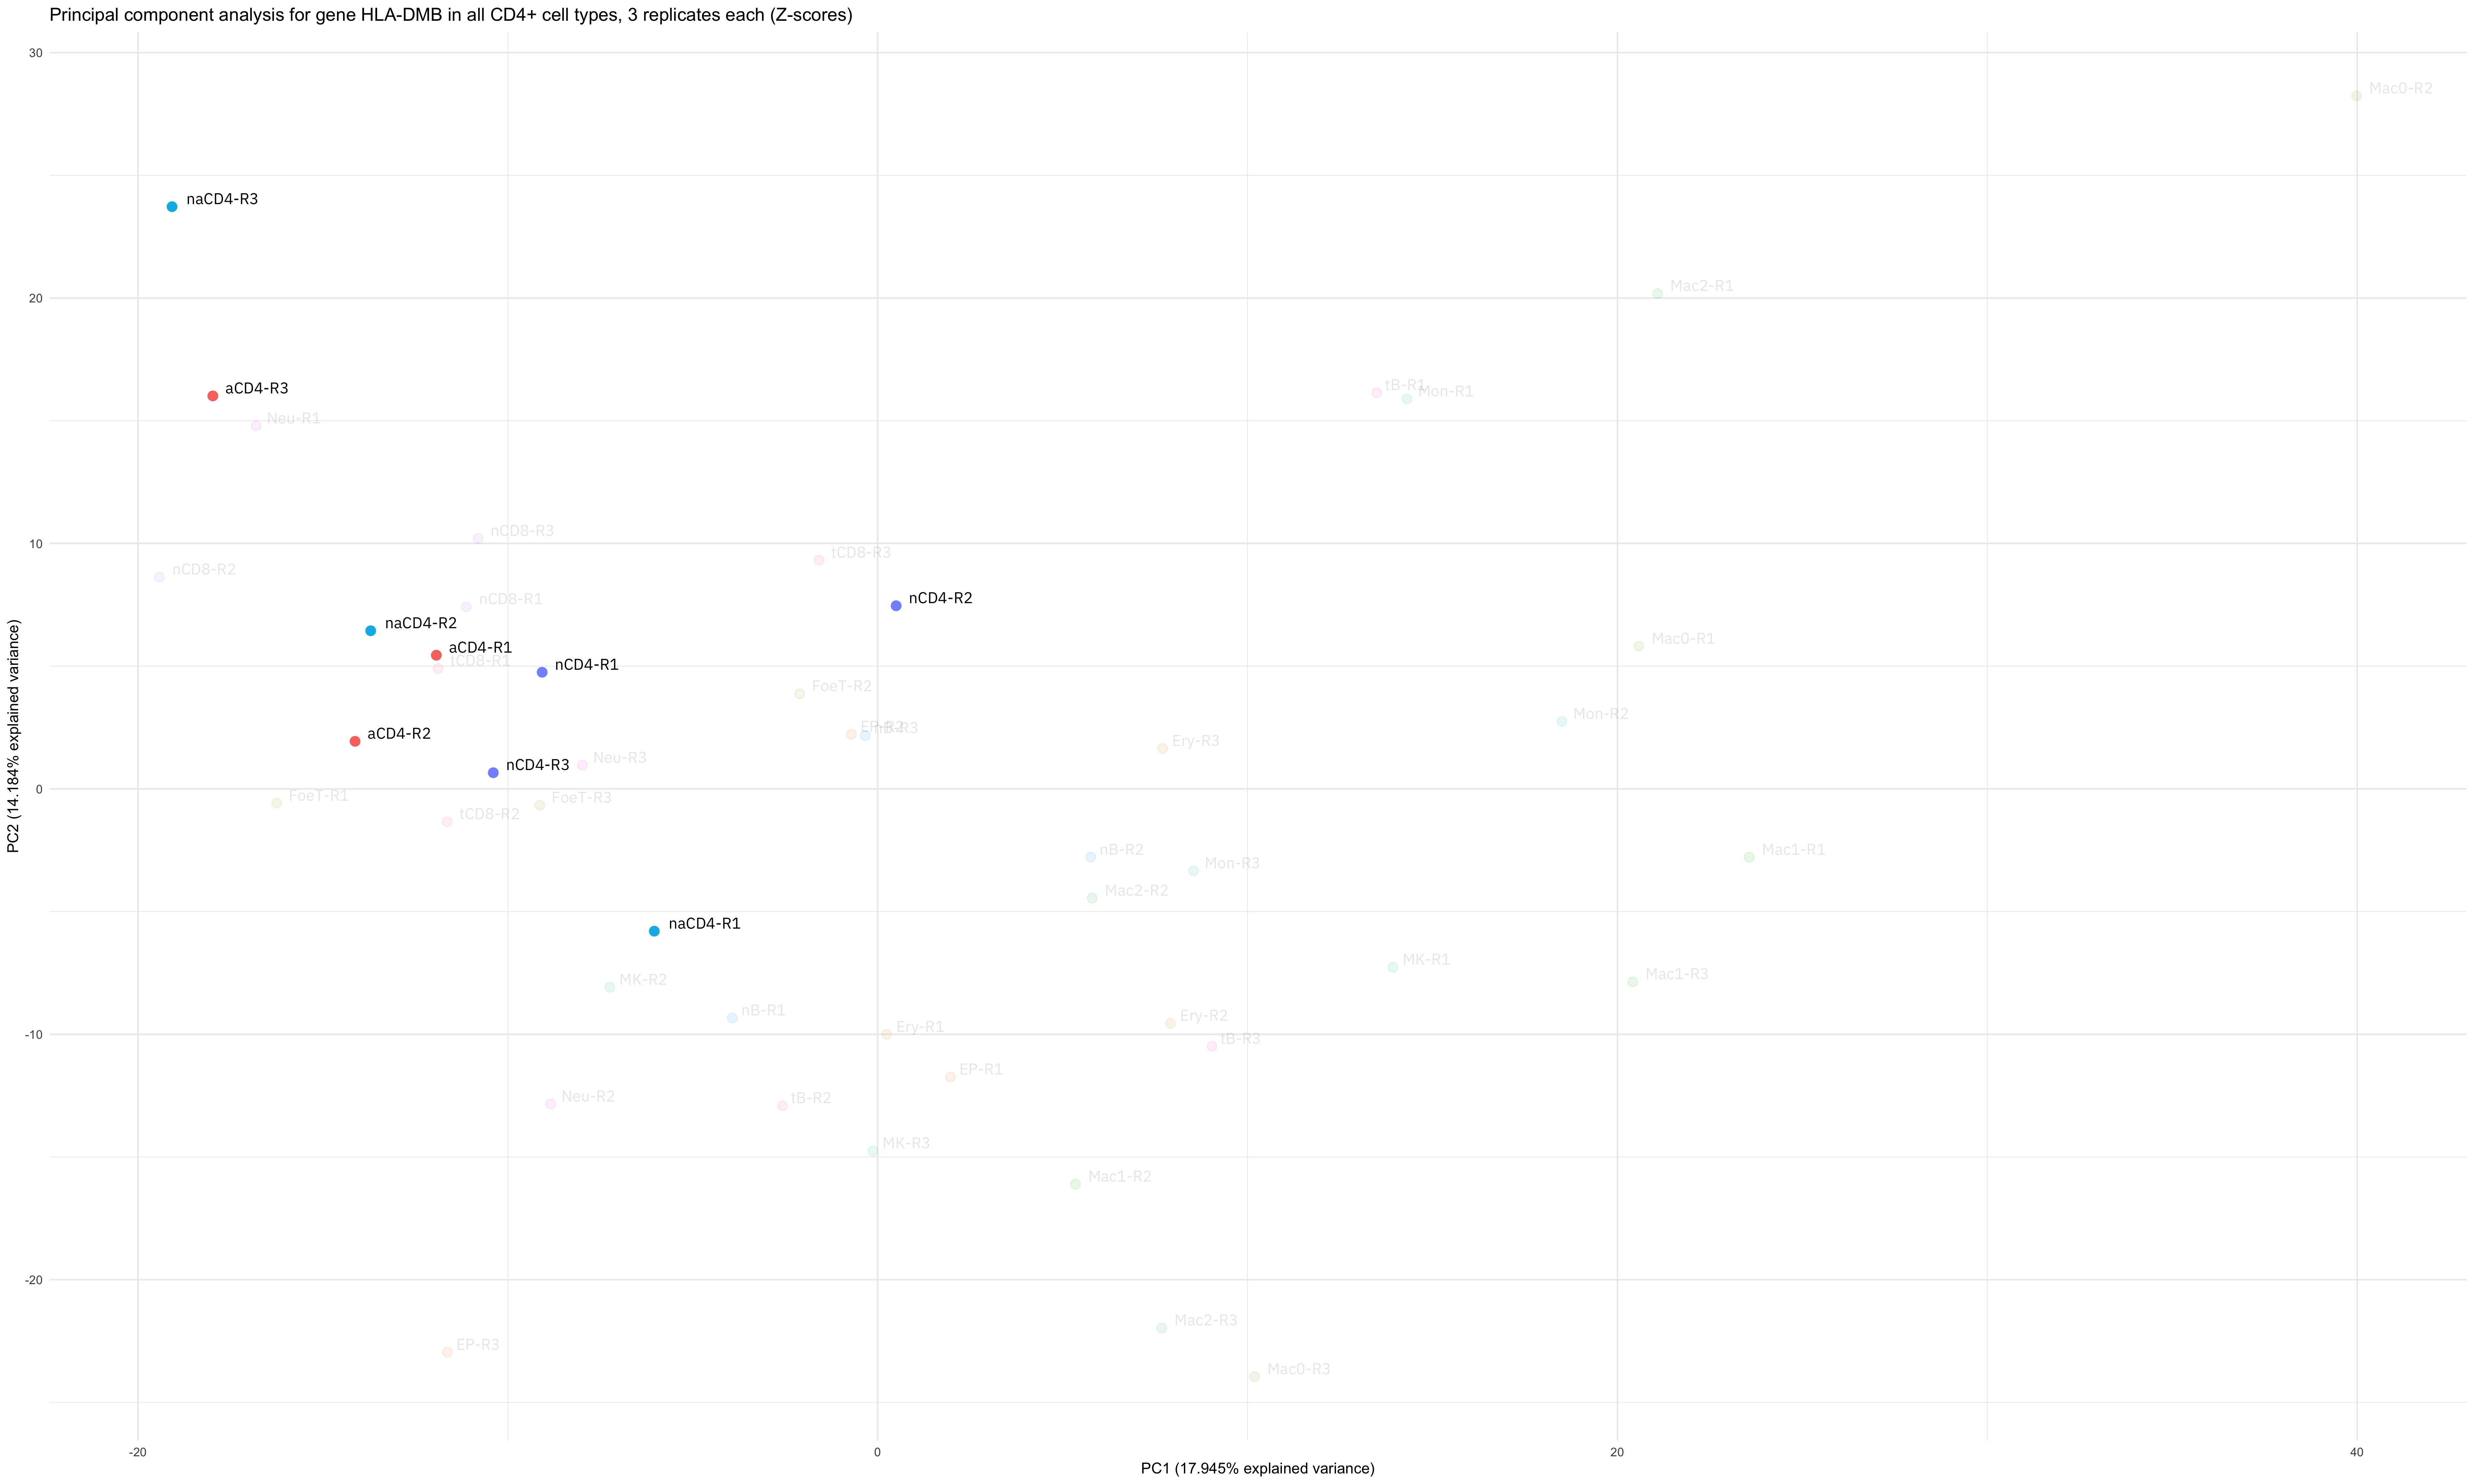 Principal component analysis for gene HLA-DMB in all CD4+ cell types, 3 replicates each (Z-scores)
30
Mac0-R2
naCD4-R3
20
Mac2-R1
aCD4-R3
tB-R1
Mon-R1
Neu-R1
10
nCD8-R3
tCD8-R3
nCD8-R2
nCD8-R1
nCD4-R2
naCD4-R2
aCD4-R1
Mac0-R1
tCD8-R1
nCD4-R1
FoeT-R2
Mon-R2
EP-R2
nB-R3
aCD4-R2
Ery-R3
nCD4-R3
Neu-R3
0
FoeT-R1
FoeT-R3
tCD8-R2
PC2 (14.184% explained variance)
nB-R2
Mon-R3
Mac1-R1
Mac2-R2
naCD4-R1
MK-R1
Mac1-R3
MK-R2
nB-R1
Ery-R2
-10
Ery-R1
tB-R3
EP-R1
Neu-R2
tB-R2
MK-R3
Mac1-R2
-20
Mac2-R3
EP-R3
Mac0-R3
-20
0
20
40
PC1 (17.945% explained variance)